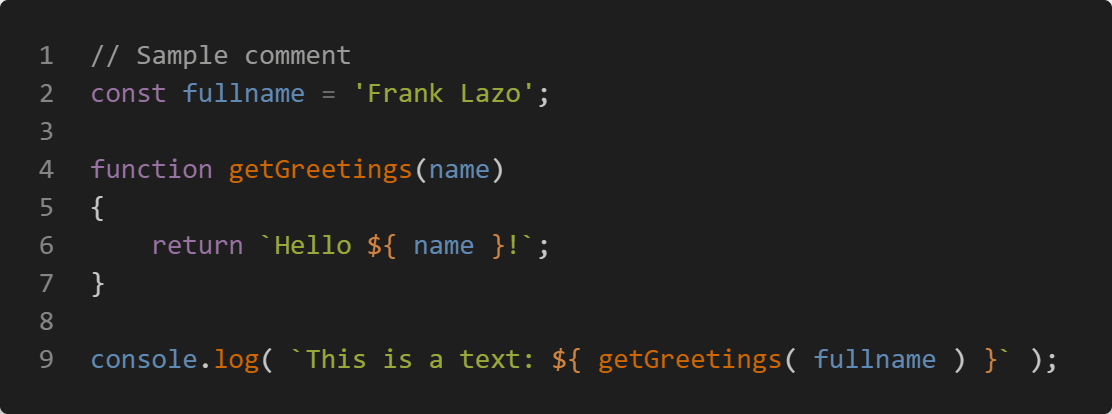 1 // Sample comment
2 const fullname = 'Frank Lazo';
3
4 function getGreetings(name)
5 {
6     return `Hello ${ name }!`;
7 }
8
9 console.log( `This is a text: ${ getGreetings( fullname ) }` );